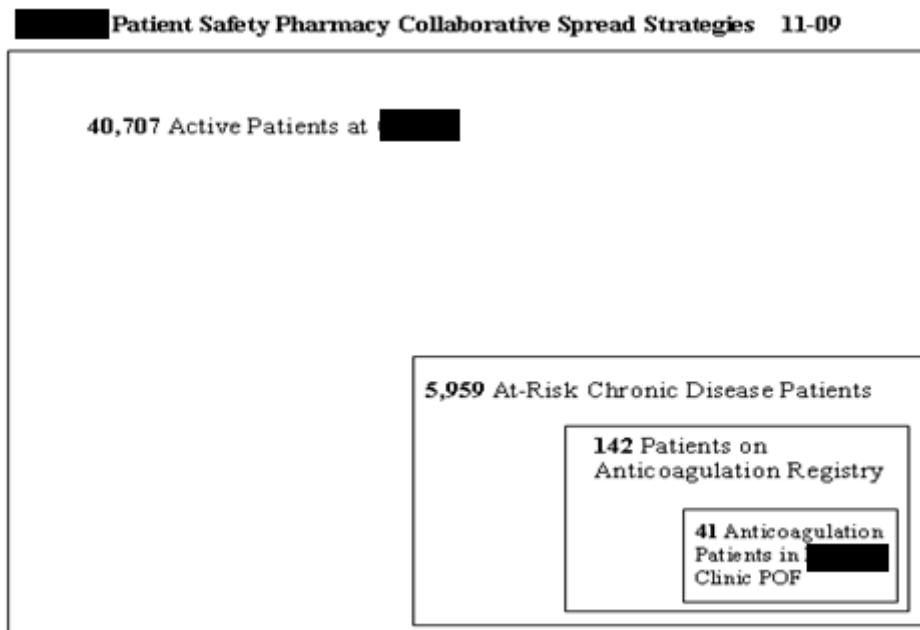 Patient Safety Pharmacy Collaborative Spread Strategies 11-09
40,707 Active Patients at
5,959 At-Risk Chronic Disease Patients
142 Patients on
Anticoagulation Registry
41 Anticoagulation
Patients in
Clinic POF